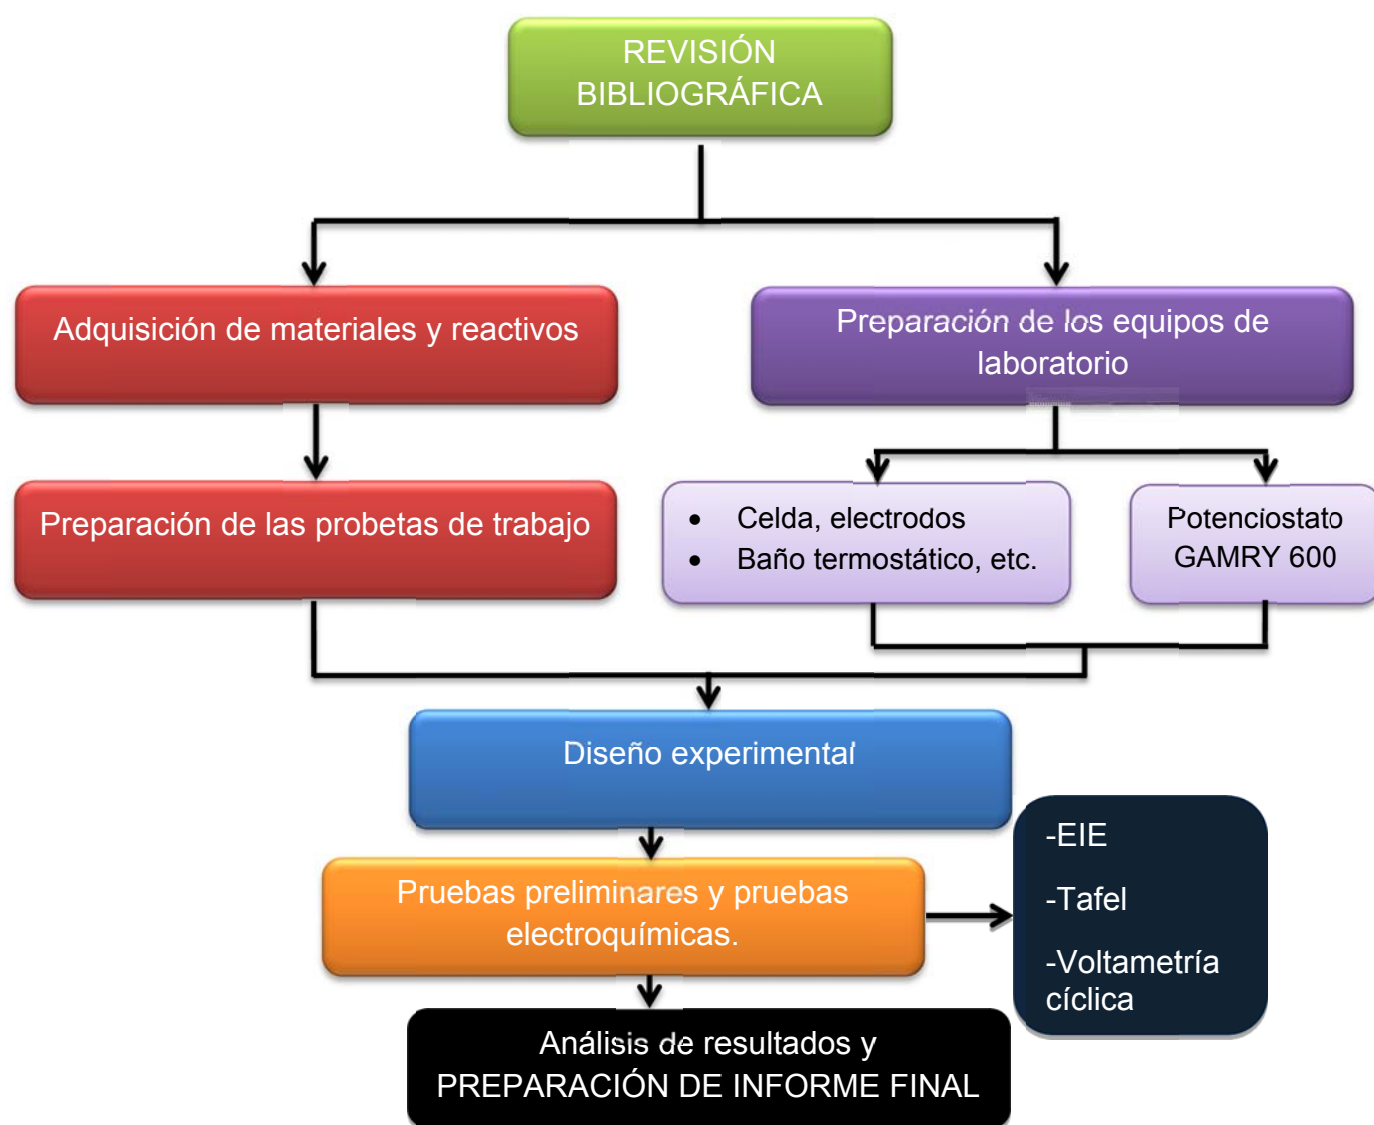 REVISIÓN
BIBLIOGRÁFICA
Adquisición de materiales y reactivos
Preparación de los equipos de
laboratorio
Preparación de las probetas de trabajo
• Celda, electrodos
• Baño termostático, etc.
Potenciostato
GAMRY 600
Diseño experimental
Pruebas preliminares y pruebas
electroquímicas.
-EIE
-Tafel
-Voltametría
cíclica
Análisis de resultados y
PREPARACIÓN DE INFORME FINAL